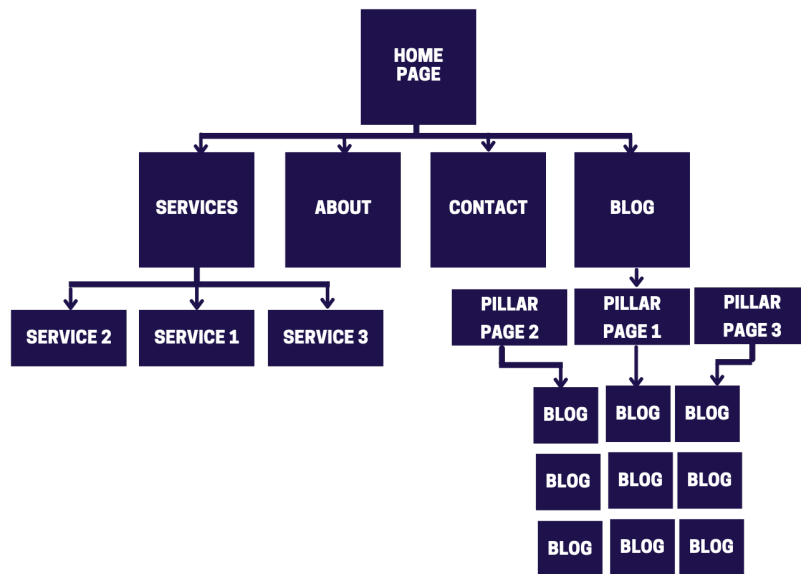 HOME
PAGE
SERVICES
ABOUT
CONTACT
BLOG
SERVICE 2
SERVICE 1
SERVICE 3
PILLAR
PAGE 2
PILLAR
PAGE 1
PILLAR
PAGE 3
BLOG
BLOG
BLOG
BLOG
BLOG
BLOG
BLOG
BLOG
BLOG